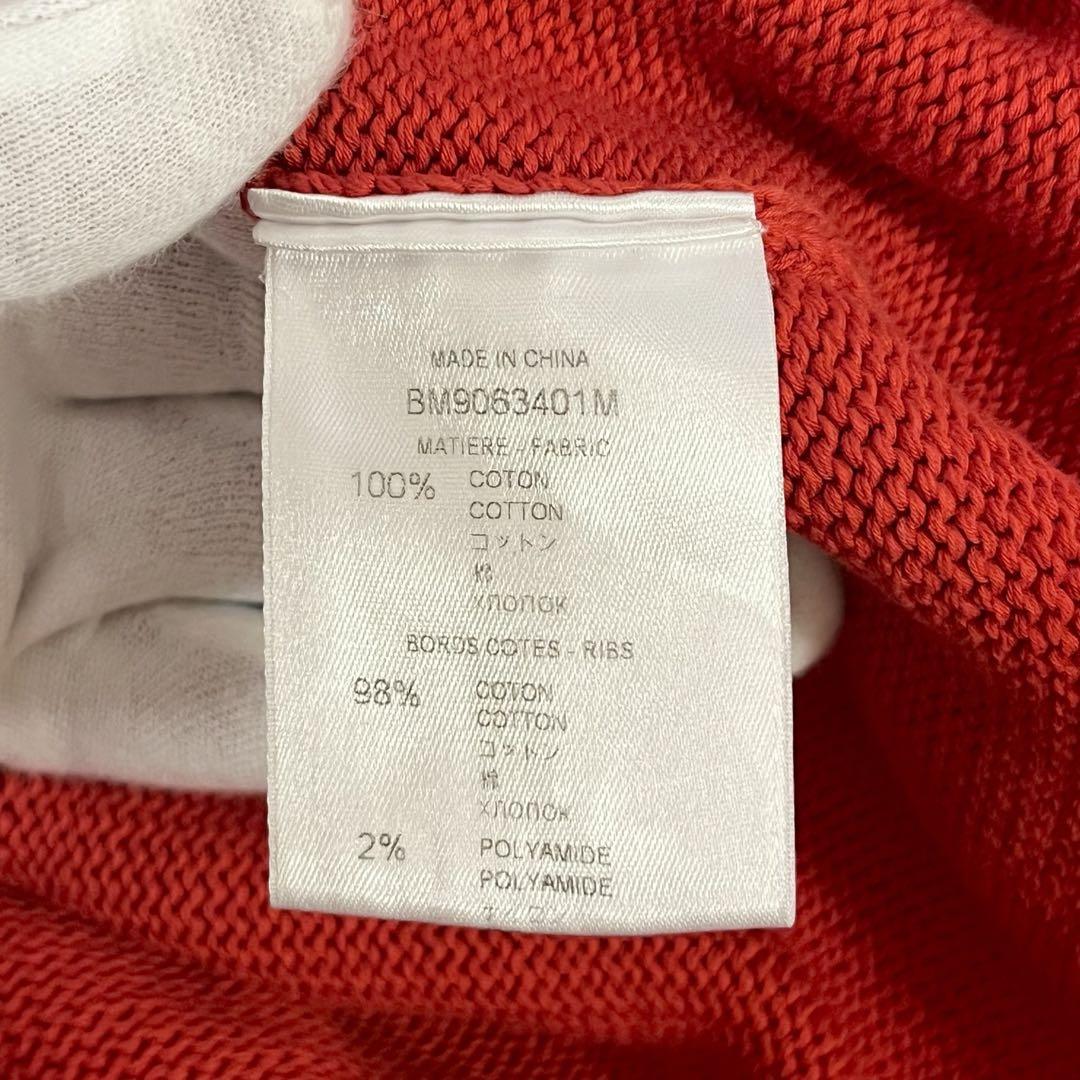 MADE IN CHINA
BM9063401M
MATIERE - FABRIC
100% COTON
COTTON
コットン
棉
хлопок
BORDS COTES - RIBS
98% COTON
COTTON
コットン
棉
хлопок
2% POLYAMIDE
POLYAMIDE